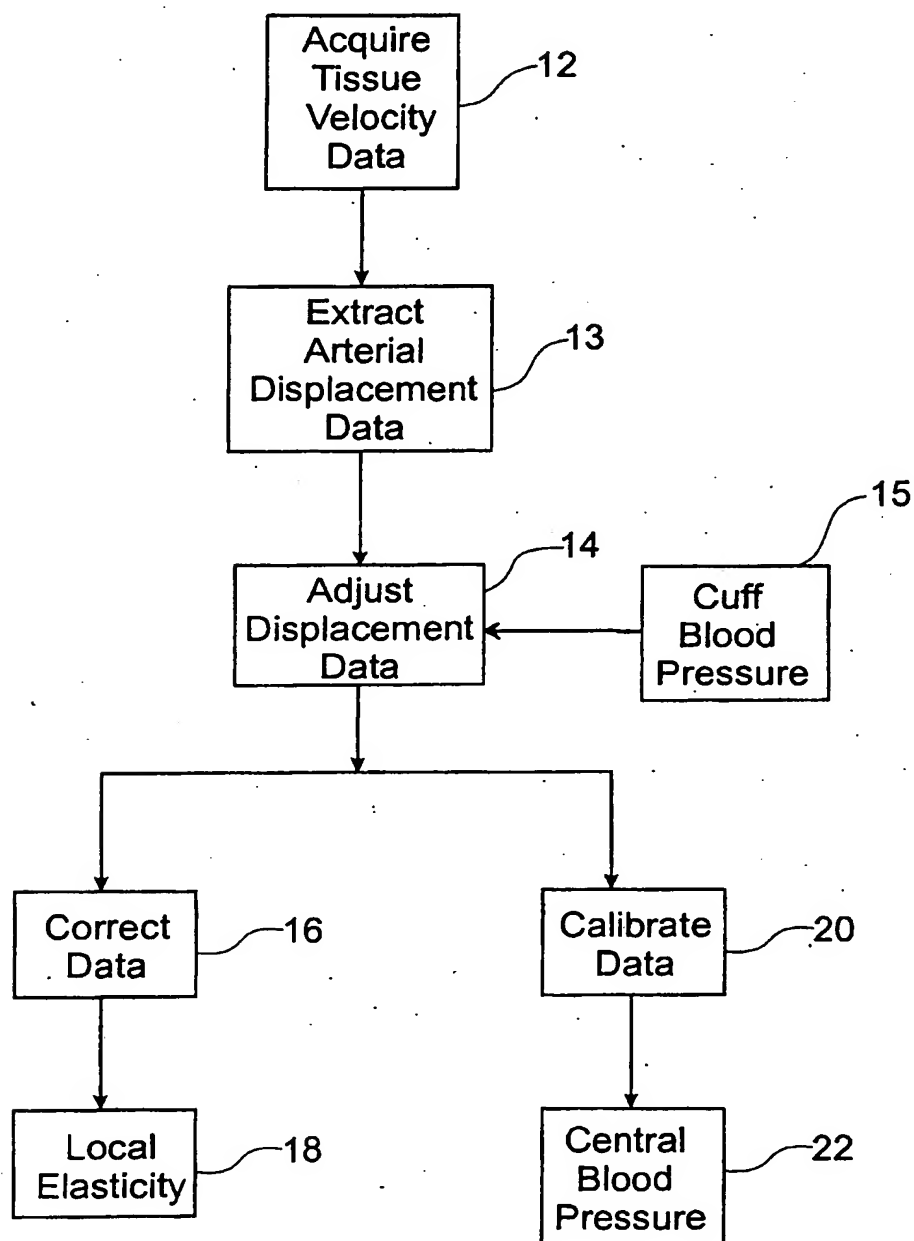 Acquire
Tissue
Velocity
Data
12
Extract
Arterial
Displacement
Data
13
Adjust
Displacement
Data
14
Cuff
Blood
Pressure
15
Correct
Data
16
Calibrate
Data
20
Local
Elasticity
18
Central
Blood
Pressure
22